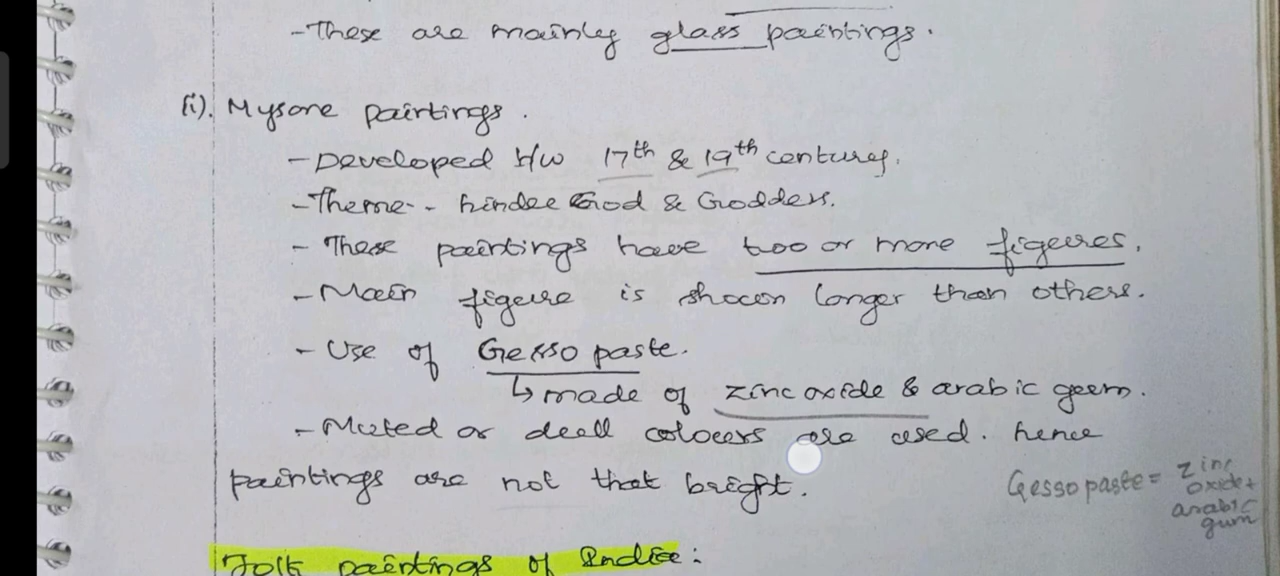 - These are mainly glass paintings.
(i). Mysore paintings.
- Developed b/w 17th & 19th century.
- Theme - hindu God & Goddess.
- These paintings have two or more figures.
- Main figure is shown longer than others.
- Use of Gesso paste.
↳ made of zinc oxide & arabic gum.
- Muted or dull colours are used. hence
paintings are not that bright.
Gesso paste = zinc
oxide +
arabic
gum
Folk paintings of India: